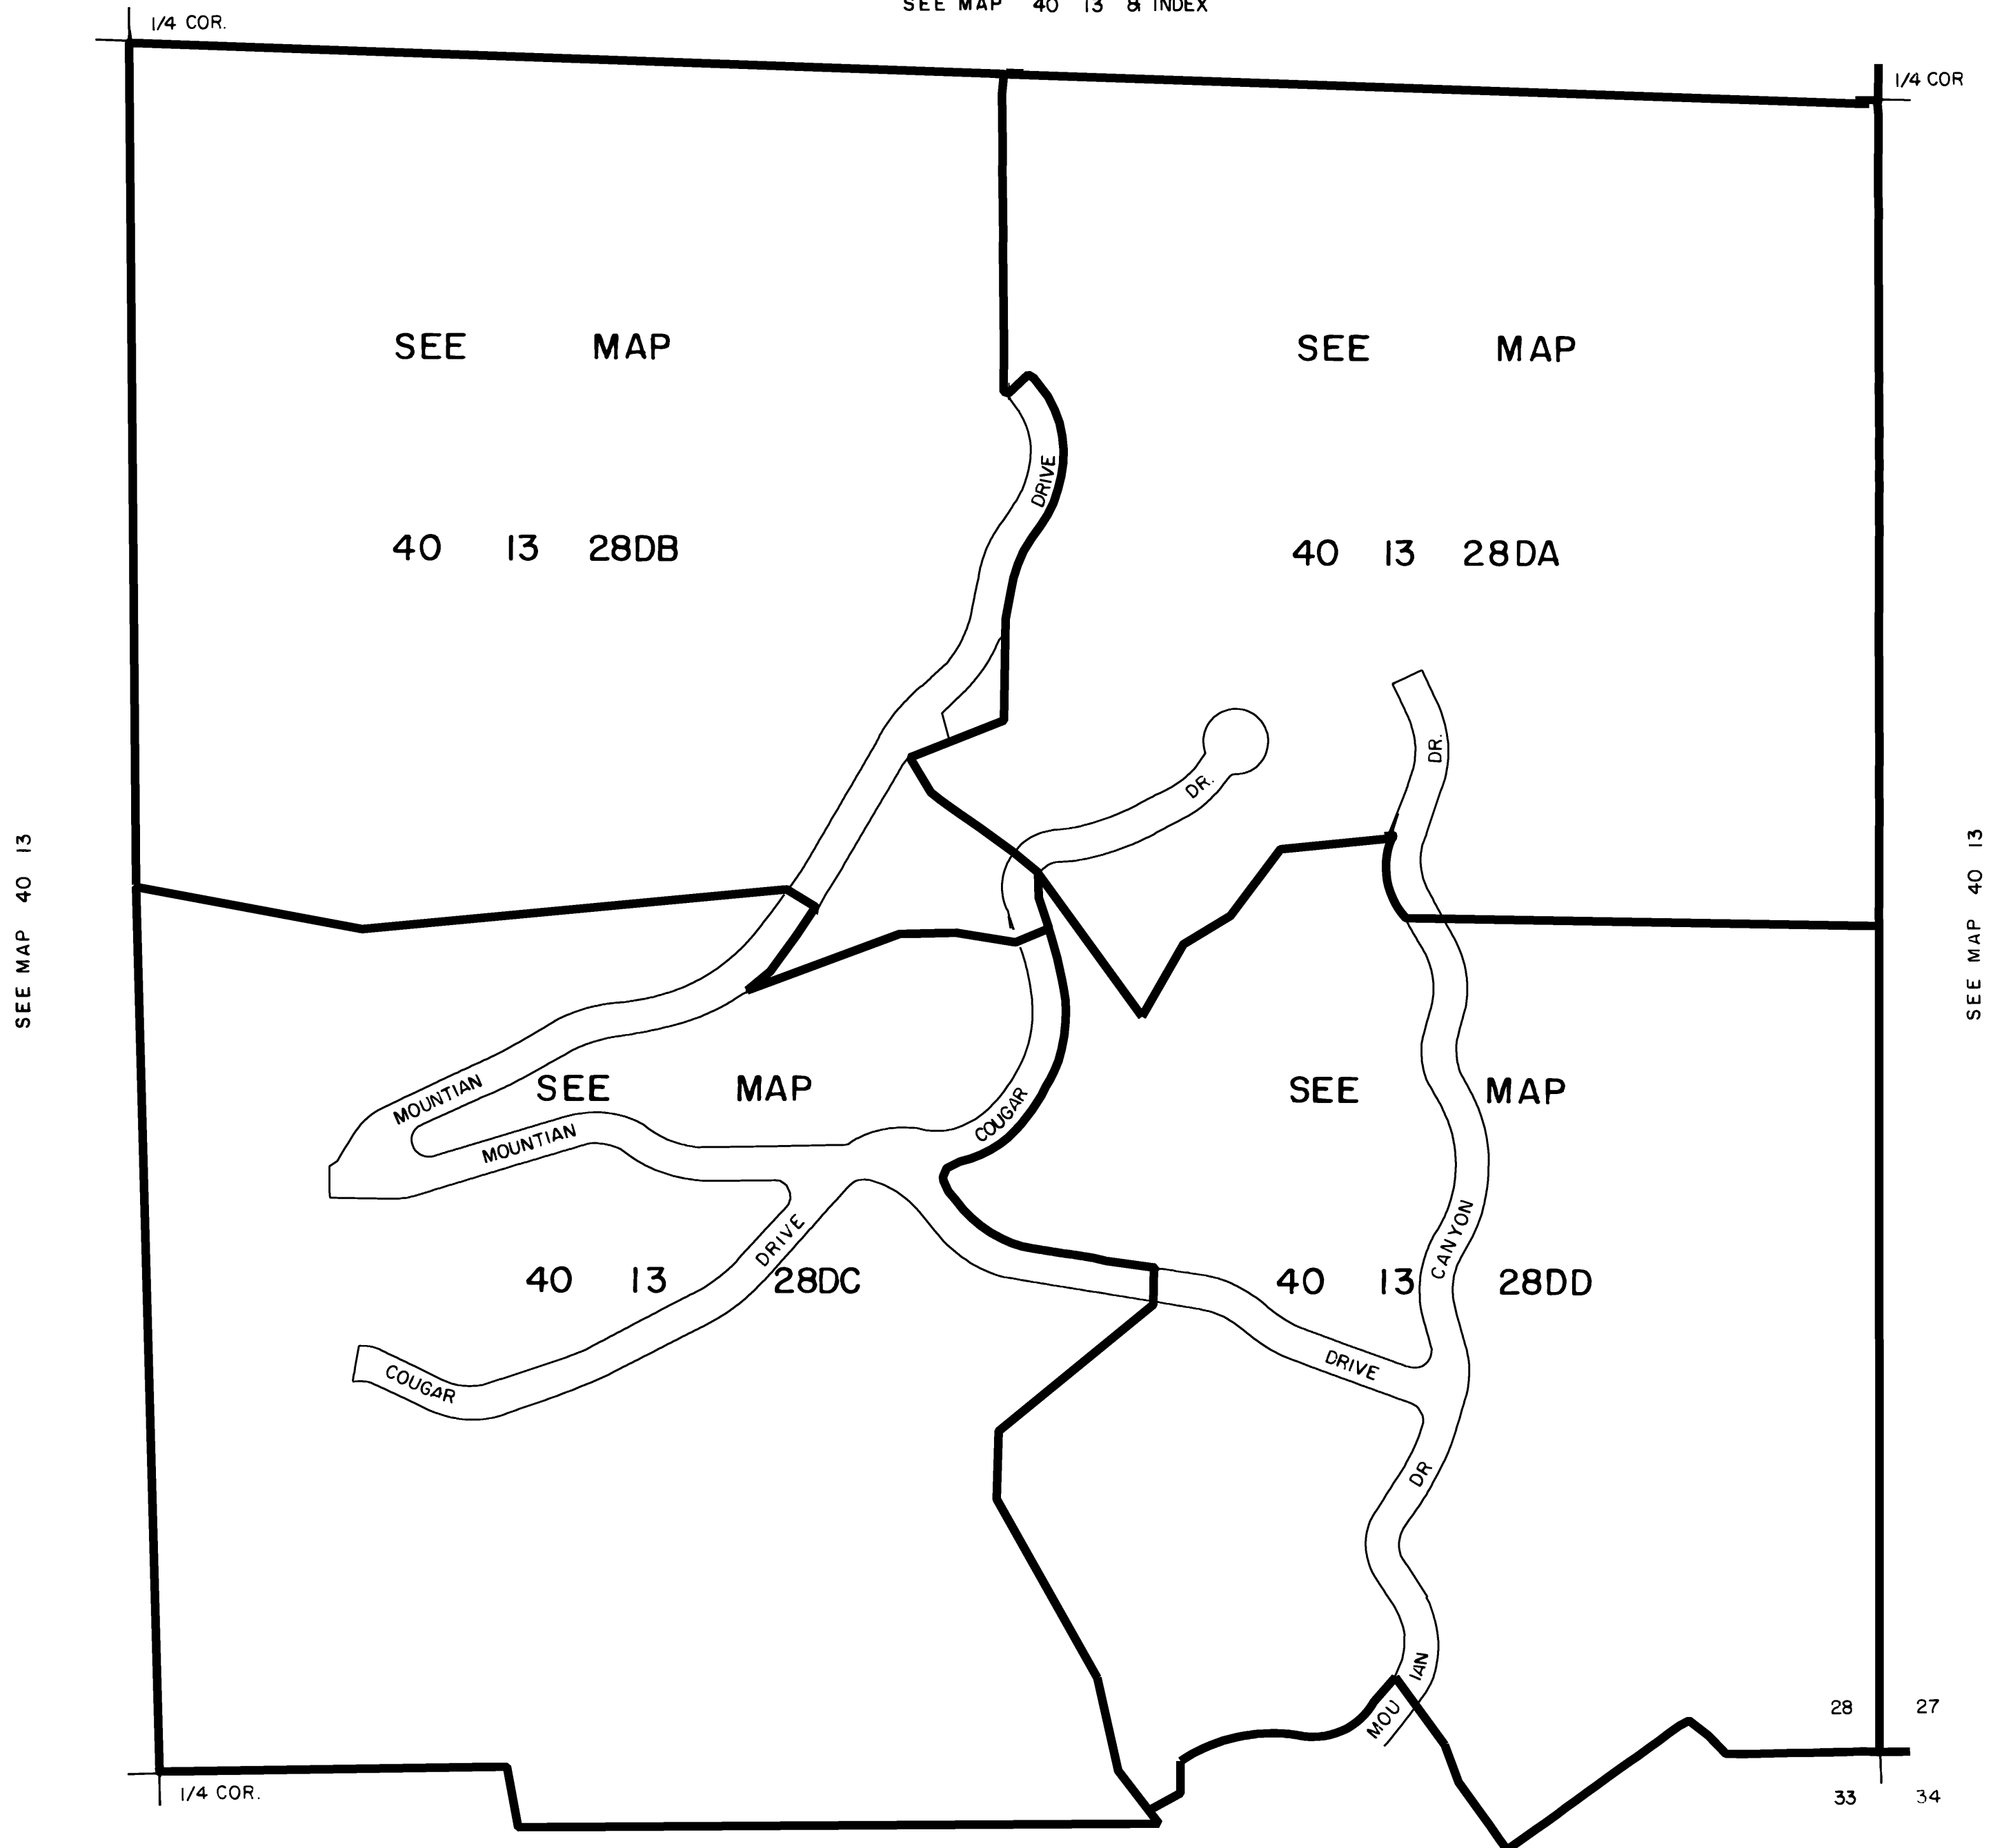 SEE MAP 40 13 & INDEX
1/4 COR.
1/4 COR
SEE MAP
40 13 28DB
SEE MAP
40 13 28DA
DRIVE
DR.
DR.
SEE MAP 40 13
SEE MAP 40 13
MOUNTIAN
MOUNTIAN
SEE MAP
40 13 28DC
COUGAR
DRIVE
COUGAR
SEE MAP
40 13 28DD
CANYON
DRIVE
DR
IAN
MOU
28 27
33 34
1/4 COR.